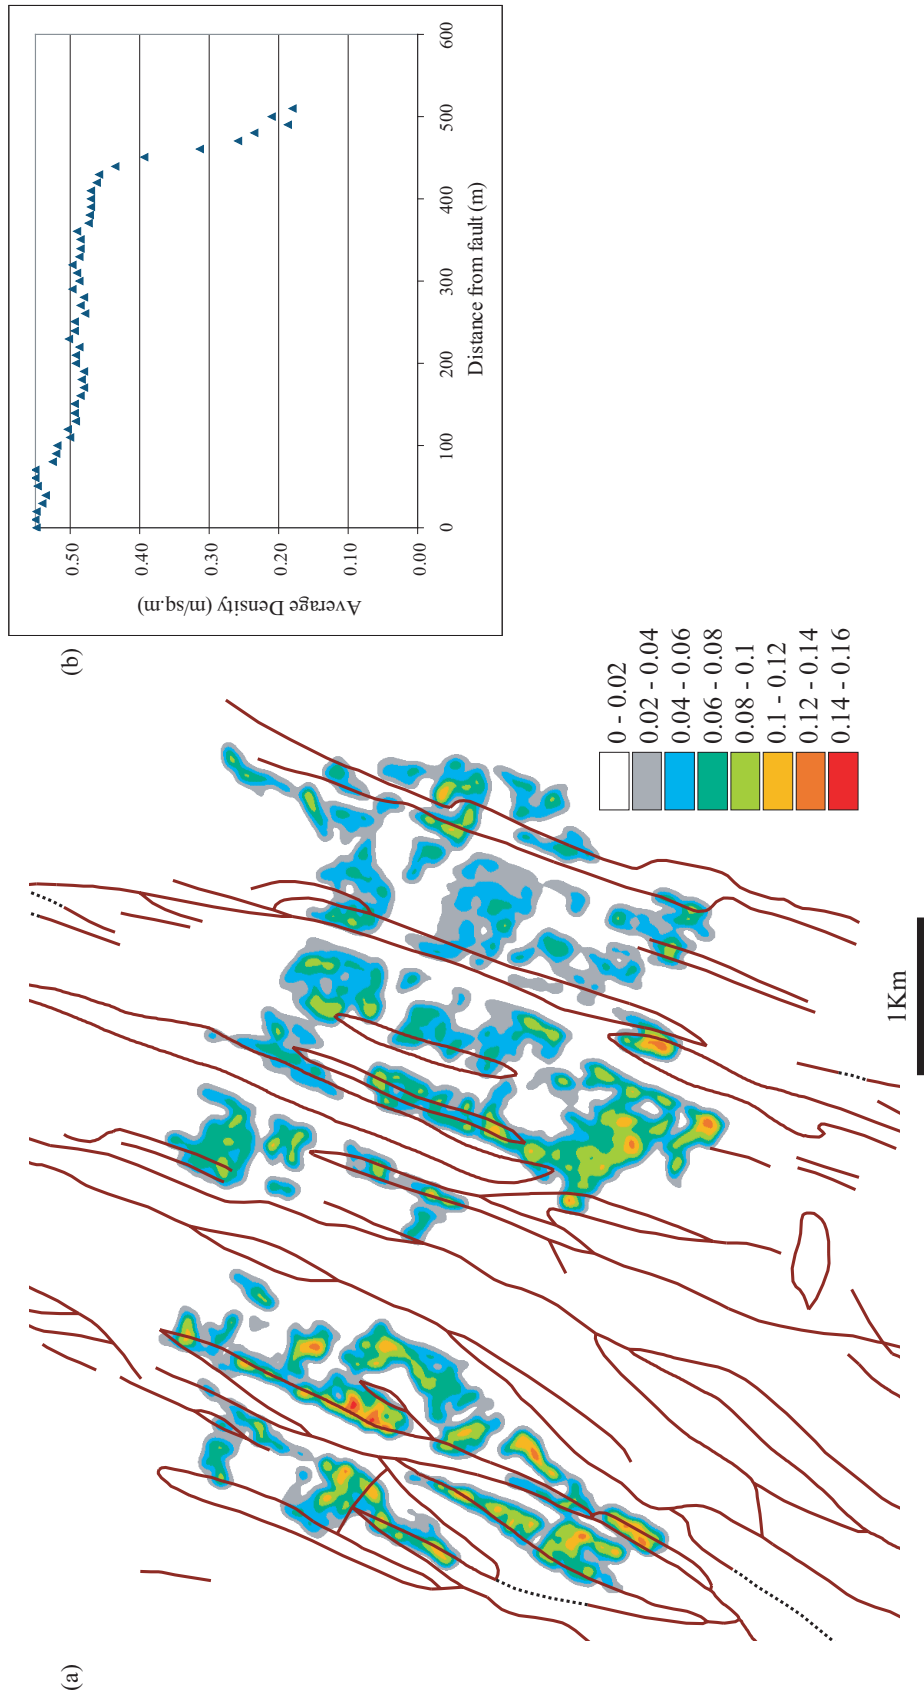 (a)
1Km
0 - 0.02
0.02 - 0.04
0.04 - 0.06
0.06 - 0.08
0.08 - 0.1
0.1 - 0.12
0.12 - 0.14
0.14 - 0.16
(b)
Average Density (m/sq.m)
0.50
0.40
0.30
0.20
0.10
0.00
0 100 200 300 400 500 600
Distance from fault (m)